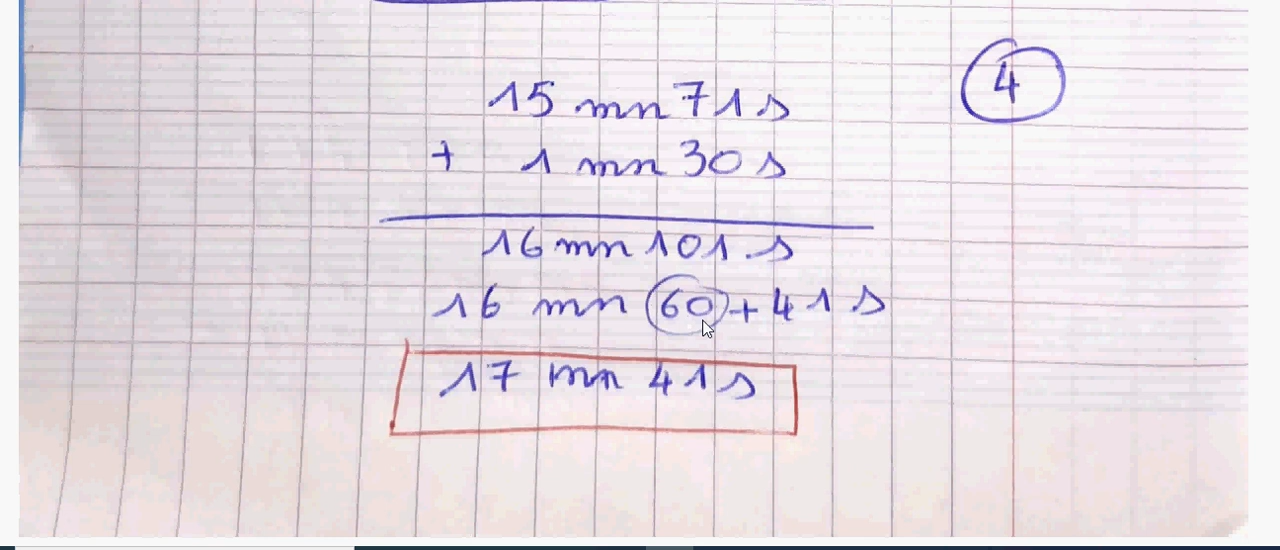 4
15 mn 71 s
+ 1 mn 30 s
16 mn 101 s
16 mn 60 + 41 s
17 mn 41 s